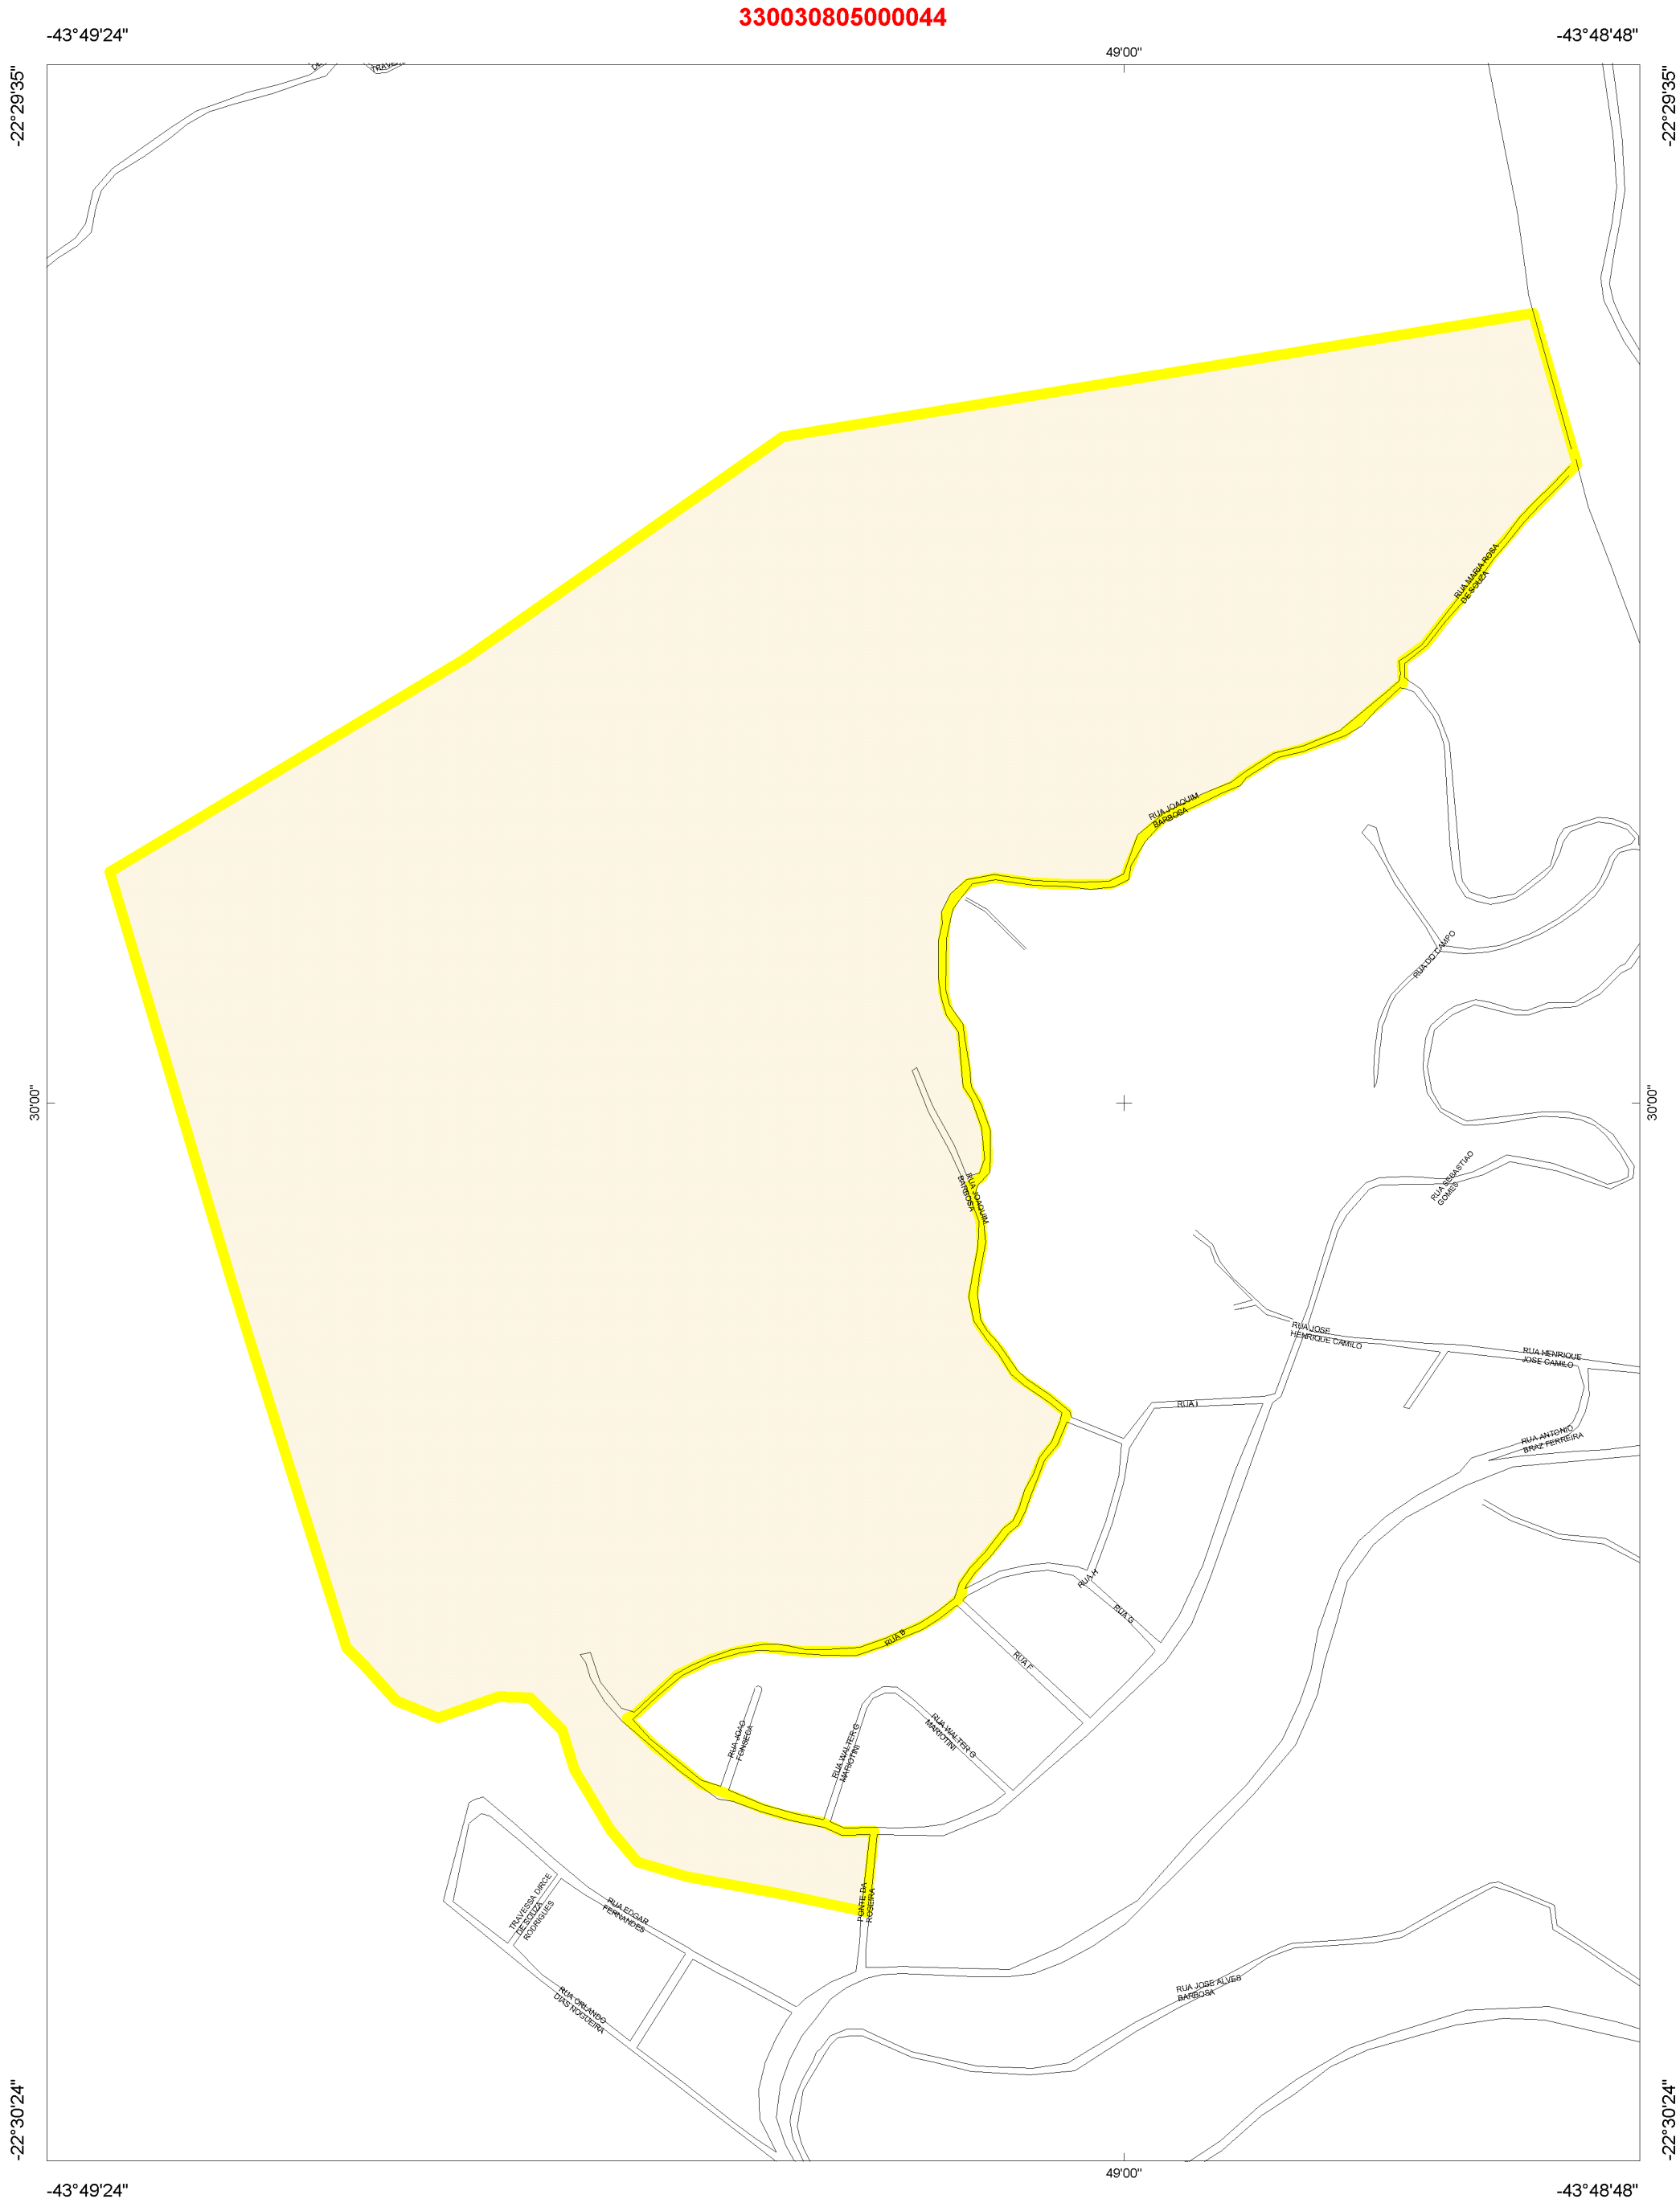 330030805000044
-43°49'24"
49'00"
-43°48'48"
-22°29'35"
-22°29'35"
RUA MARIA ROSA
DE SOUZA
RUA JOAQUIM
BARBOSA
RUA DO CAMPO
30'00"
30'00"
RUA JOAQUIM
BARBOSA
RUA SEBASTIAO
GOMES
RUA JOSE
HENRIQUE CAMILO
RUA HENRIQUE
JOSE CAMILO
RUA I
RUA ANTONIO
BRAZ FERREIRA
RUA H
RUA G
RUA B
RUA F
RUA JOAO
FONSECA
RUA WALTER G
MARIOTINI
RUA WALTER G
MARIOTINI
PONTE DA
ROSEIRA
TRAVESSA DIRCE
DE SOUZA
RODRIGUES
RUA EDGAR
FERNANDES
RUA ORLANDO
DIAS NOGUEIRA
RUA JOSE ALVES
BARBOSA
-22°30'24"
-22°30'24"
-43°49'24"
49'00"
-43°48'48"